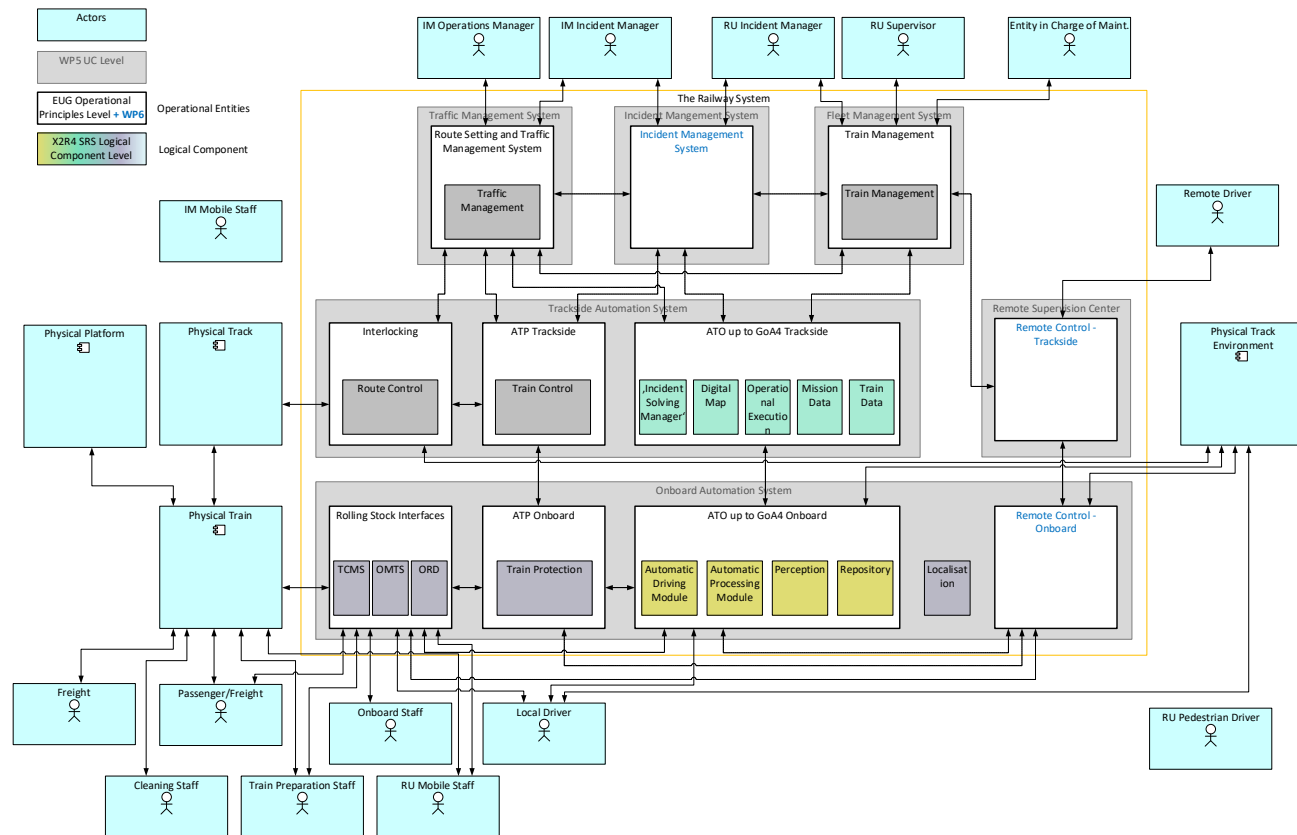 Actors
WP5 UC Level
EUG Operational
Principles Level + WP6
Operational Entities
X2R4 SRS Logical
Component Level
Logical Component
IM Operations Manager
IM Incident Manager
RU Incident Manager
RU Supervisor
Entity in Charge of Maint.
The Railway System
Traffic Management System
Incident Mangement System
Fleet Management System
Route Setting and Traffic
Management System
Traffic
Management
Incident Management
System
Train Management
Train
Management
IM Mobile Staff
Remote Driver
Physical Platform
Physical Track
Trackside Automation System
Interlocking
Route Control
ATP Trackside
Train Control
ATO up to GoA4 Trackside
‚Incident
Solving
Manager‘
Digital
Map
Operatio
nal
Executio
n
Mission
Data
Train
Data
Remote Supervision Center
Remote Control -
Trackside
Physical Track
Environment
Physical Train
Onboard Automation System
Rolling Stock Interfaces
TCMS
OMTS
ORD
ATP Onboard
Train Protection
ATO up to GoA4 Onboard
Automatic
Driving
Module
Automatic
Processing
Module
Perception
Repository
Localisat
ion
Remote Control -
Onboard
Freight
Passenger/Freight
Onboard Staff
Local Driver
RU Pedestrian Driver
Cleaning Staff
Train Preparation Staff
RU Mobile Staff